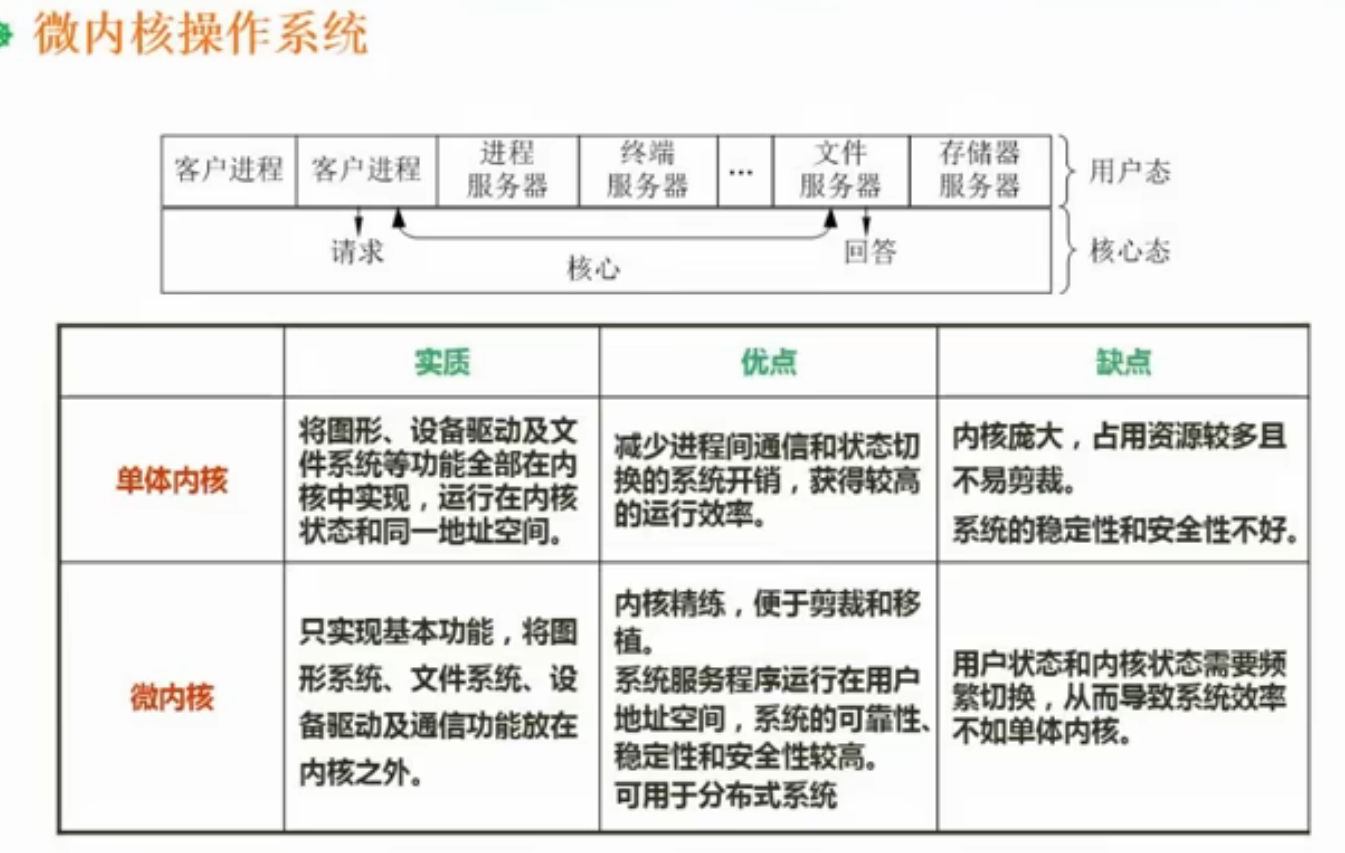 微内核操作系统
客户进程 客户进程 进程 服务器 终端 服务器 … 文件 服务器 存储器 服务器 用户态
请求 核心 回答 核心态
实质 优点 缺点
单体内核
将图形、设备驱动及文
件系统等功能全部在内
核中实现，运行在内核
状态和同一地址空间。
减少进程间通信和状态切
换的系统开销，获得较高
的运行效率。
内核庞大，占用资源较多且
不易剪裁。
系统的稳定性和安全性不好。
微内核
只实现基本功能，将图
形系统、文件系统、设
备驱动及通信功能放在
内核之外。
内核精练，便于剪裁和移
植。
系统服务程序运行在用户
地址空间，系统的可靠性、
稳定性和安全性较高。
可用于分布式系统
用户状态和内核状态需要频
繁切换，从而导致系统效率
不如单体内核。